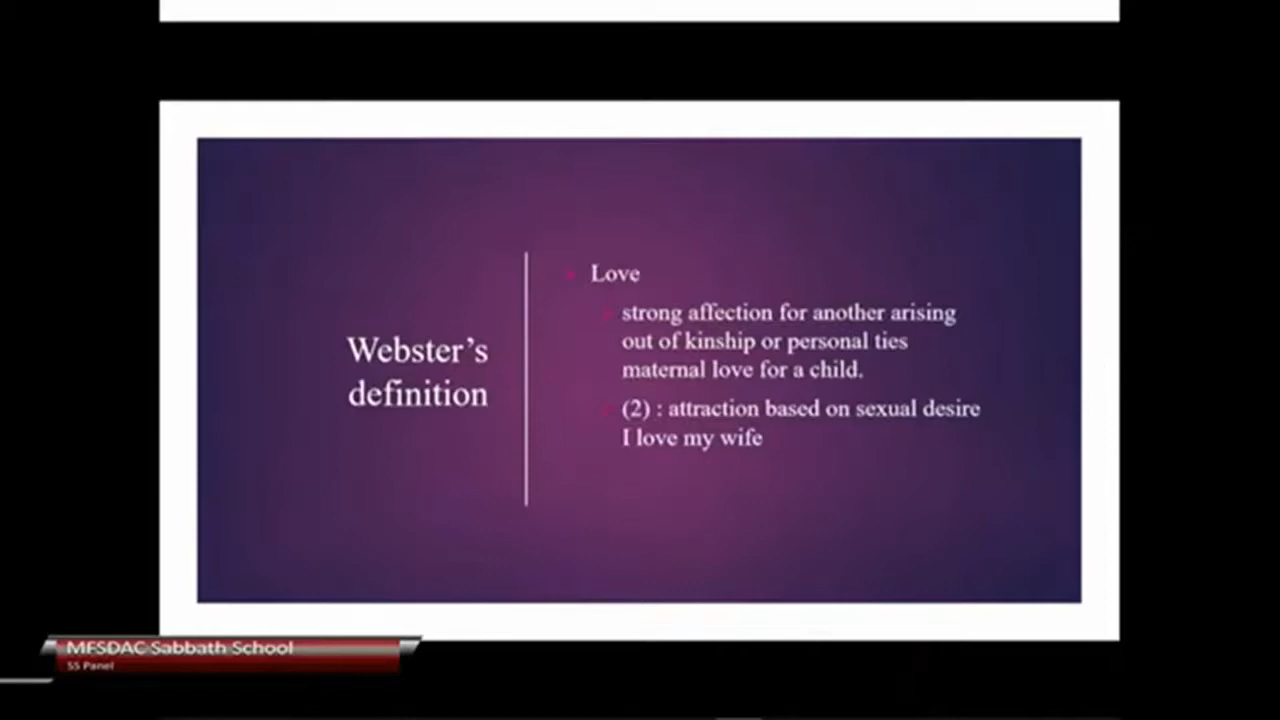 Webster's
definition
Love
strong affection for another arising
out of kinship or personal ties
maternal love for a child.
(2) : attraction based on sexual desire
I love my wife
MFSDAC Sabbath School
SS Panel